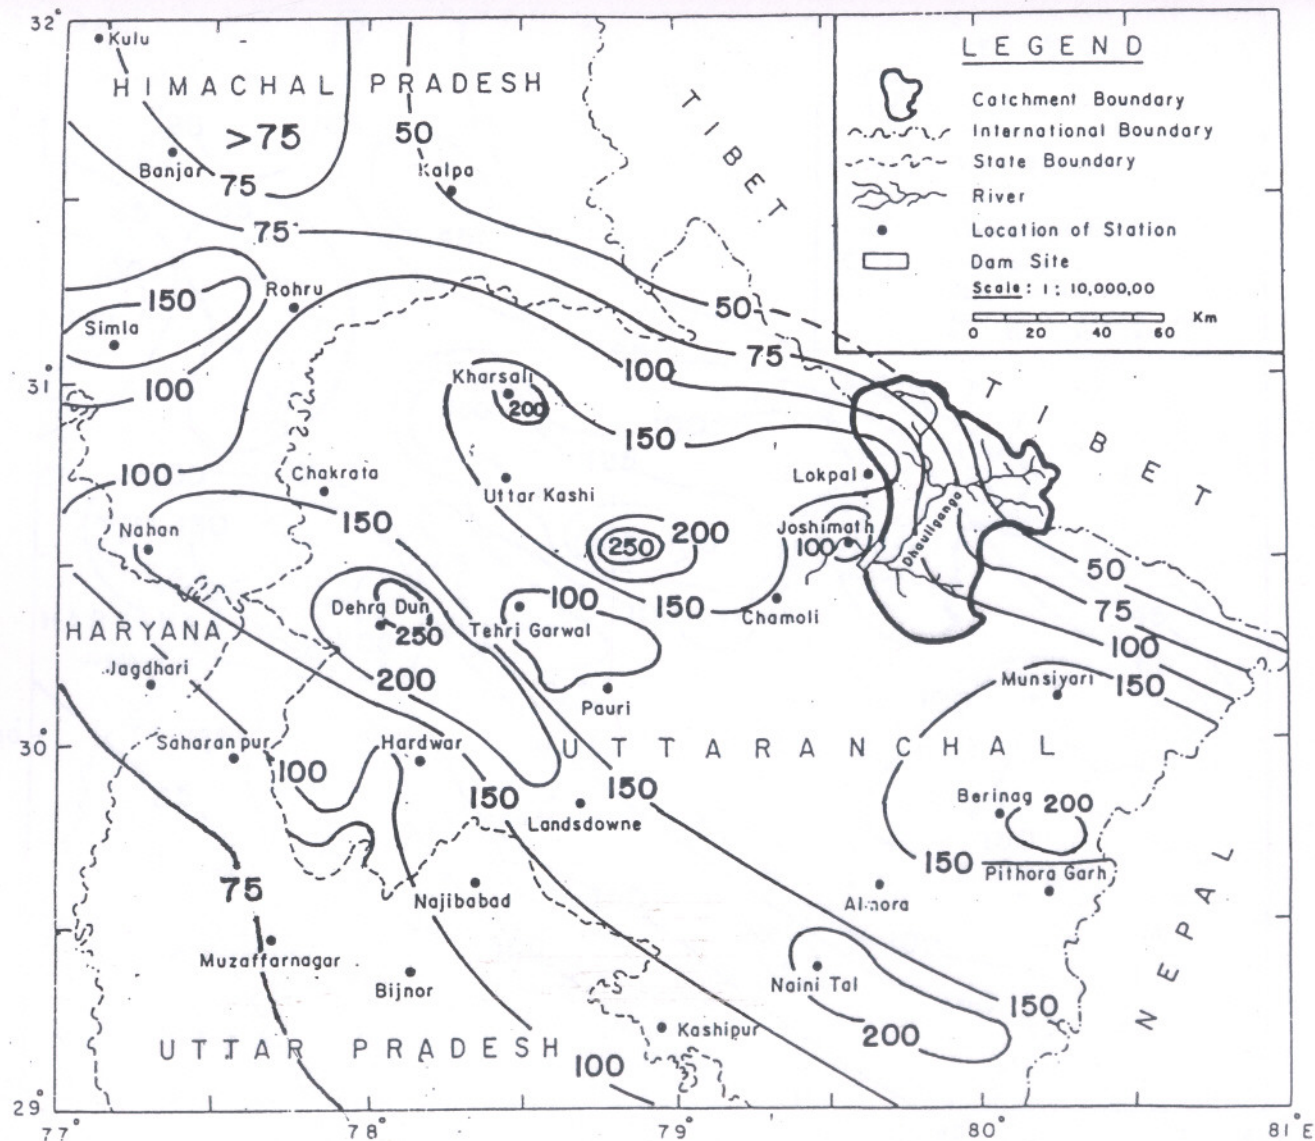 32°
Kulu
HIMACHAL PRADESH
>75
50
Banjar
75
Kalpa
TIBET
LEGEND
Catchment Boundary
International Boundary
State Boundary
River
Location of Station
Dam Site
Scale: 1: 10,000,00
0 20 40 60 Km
75
150
Rohru
Simla
50
75
100
31°
100
Kharsali
200
150
TIBET
100
Chakrata
Uttar Kashi
Lokpal
Nahan
150
200
250
Joshimath
100
Dhauliganga
50
Dehra Dun
250
100
150
Chamoli
75
HARYANA
Tehri Garwal
100
Jagdhari
200
Pauri
Munsiyari
150
30°
Saharanpur
Hardwar
UTTARANCHAL
100
150
150
Landsdowne
Berinag
200
75
Najibabad
150
Pithora Garh
Almora
NEPAL
Muzaffarnagar
Bijnor
Naini Tal
150
200
Kashipur
UTTAR PRADESH
100
29°
77°
78°
79°
80°
81°E